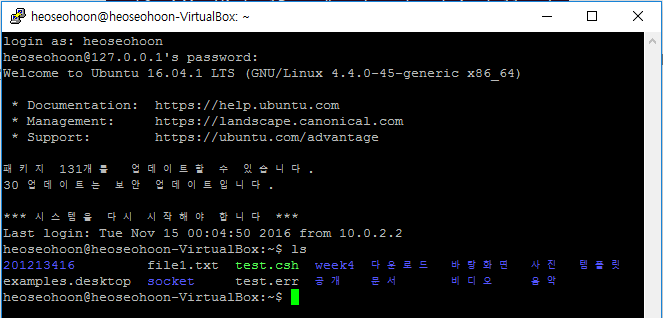 heoseohoon@heoseohoon-VirtualBox: ~
login as: heoseohoon
heoseohoon@127.0.0.1's password:
Welcome to Ubuntu 16.04.1 LTS (GNU/Linux 4.4.0-45-generic x86_64)
* Documentation:  https://help.ubuntu.com
* Management:     https://landscape.canonical.com
* Support:        https://ubuntu.com/advantage
패키지 131개를 업데이트할 수 있습니다.
30 업데이트는 보안 업데이트입니다.
*** 시스템을 다시 시작해야 합니다 ***
Last login: Tue Nov 15 00:04:50 2016 from 10.0.2.2
heoseohoon@heoseohoon-VirtualBox:~$ ls
201213416 file1.txt test.csh week4 다운로드 바탕화면 사진 템플릿
examples.desktop socket test.err 공개 문서 비디오 음악
heoseohoon@heoseohoon-VirtualBox:~$